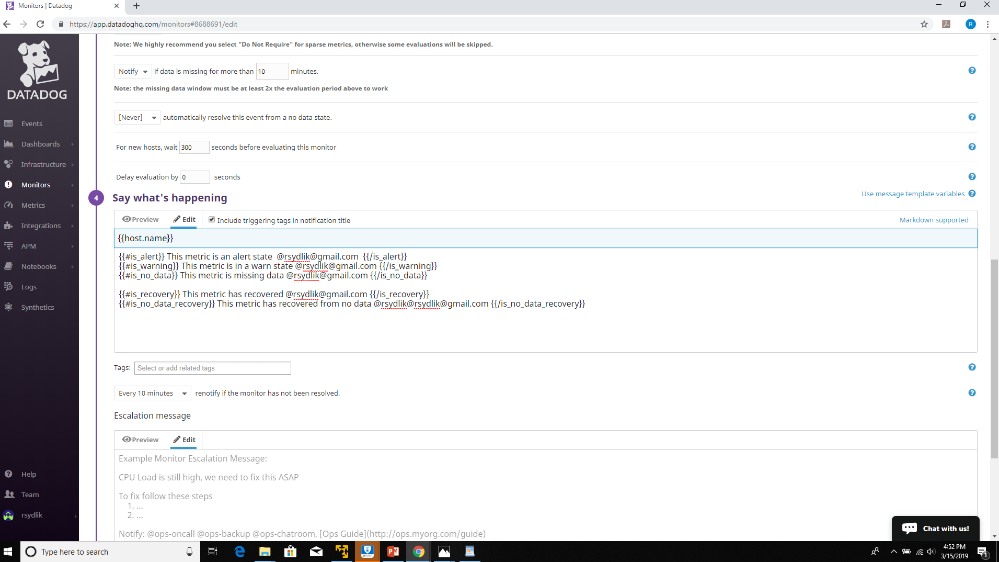 Monitors | Datadog
https://app.datadoghq.com/monitors#8688691/edit
R
DATADOG
Events
Dashboards
Infrastructure
Monitors
Metrics
Integrations
APM
Notebooks
Logs
Synthetics
Help
Team
rsydlik
Note: We highly recommend you select "Do Not Require" for sparse metrics, otherwise some evaluations will be skipped.
Notify if data is missing for more than 10 minutes.
Note: the missing data window must be at least 2x the evaluation period above to work
[Never] automatically resolve this event from a no data state.
For new hosts, wait 300 seconds before evaluating this monitor
Delay evaluation by 0 seconds
4 Say what's happening
Use message template variables
Preview Edit Include triggering tags in notification title Markdown supported
{{host.name}}
{{#is_alert}} This metric is an alert state  @rsydlik@gmail.com  {{/is_alert}}
{{#is_warning}} This metric is in a warn state @rsydlik@gmail.com {{/is_warning}}
{{#is_no_data}} This metric is missing data @rsydlik@gmail.com {{/is_no_data}}
{{#is_recovery}} This metric has recovered @rsydlik@gmail.com {{/is_recovery}}
{{#is_no_data_recovery}} This metric has recovered from no data @rsydlik@rsydlik@gmail.com {{/is_no_data_recovery}}
Tags: Select or add related tags
Every 10 minutes renotify if the monitor has not been resolved.
Escalation message
Preview Edit
Example Monitor Escalation Message:
CPU Load is still high, we need to fix this ASAP
To fix follow these steps
1. ...
2. ...
Notify: @ops-oncall @ops-backup @ops-chatroom, [Ops Guide](http://ops.myorg.com/guide)
Chat with us!
Type here to search
4:52 PM
3/15/2019
1